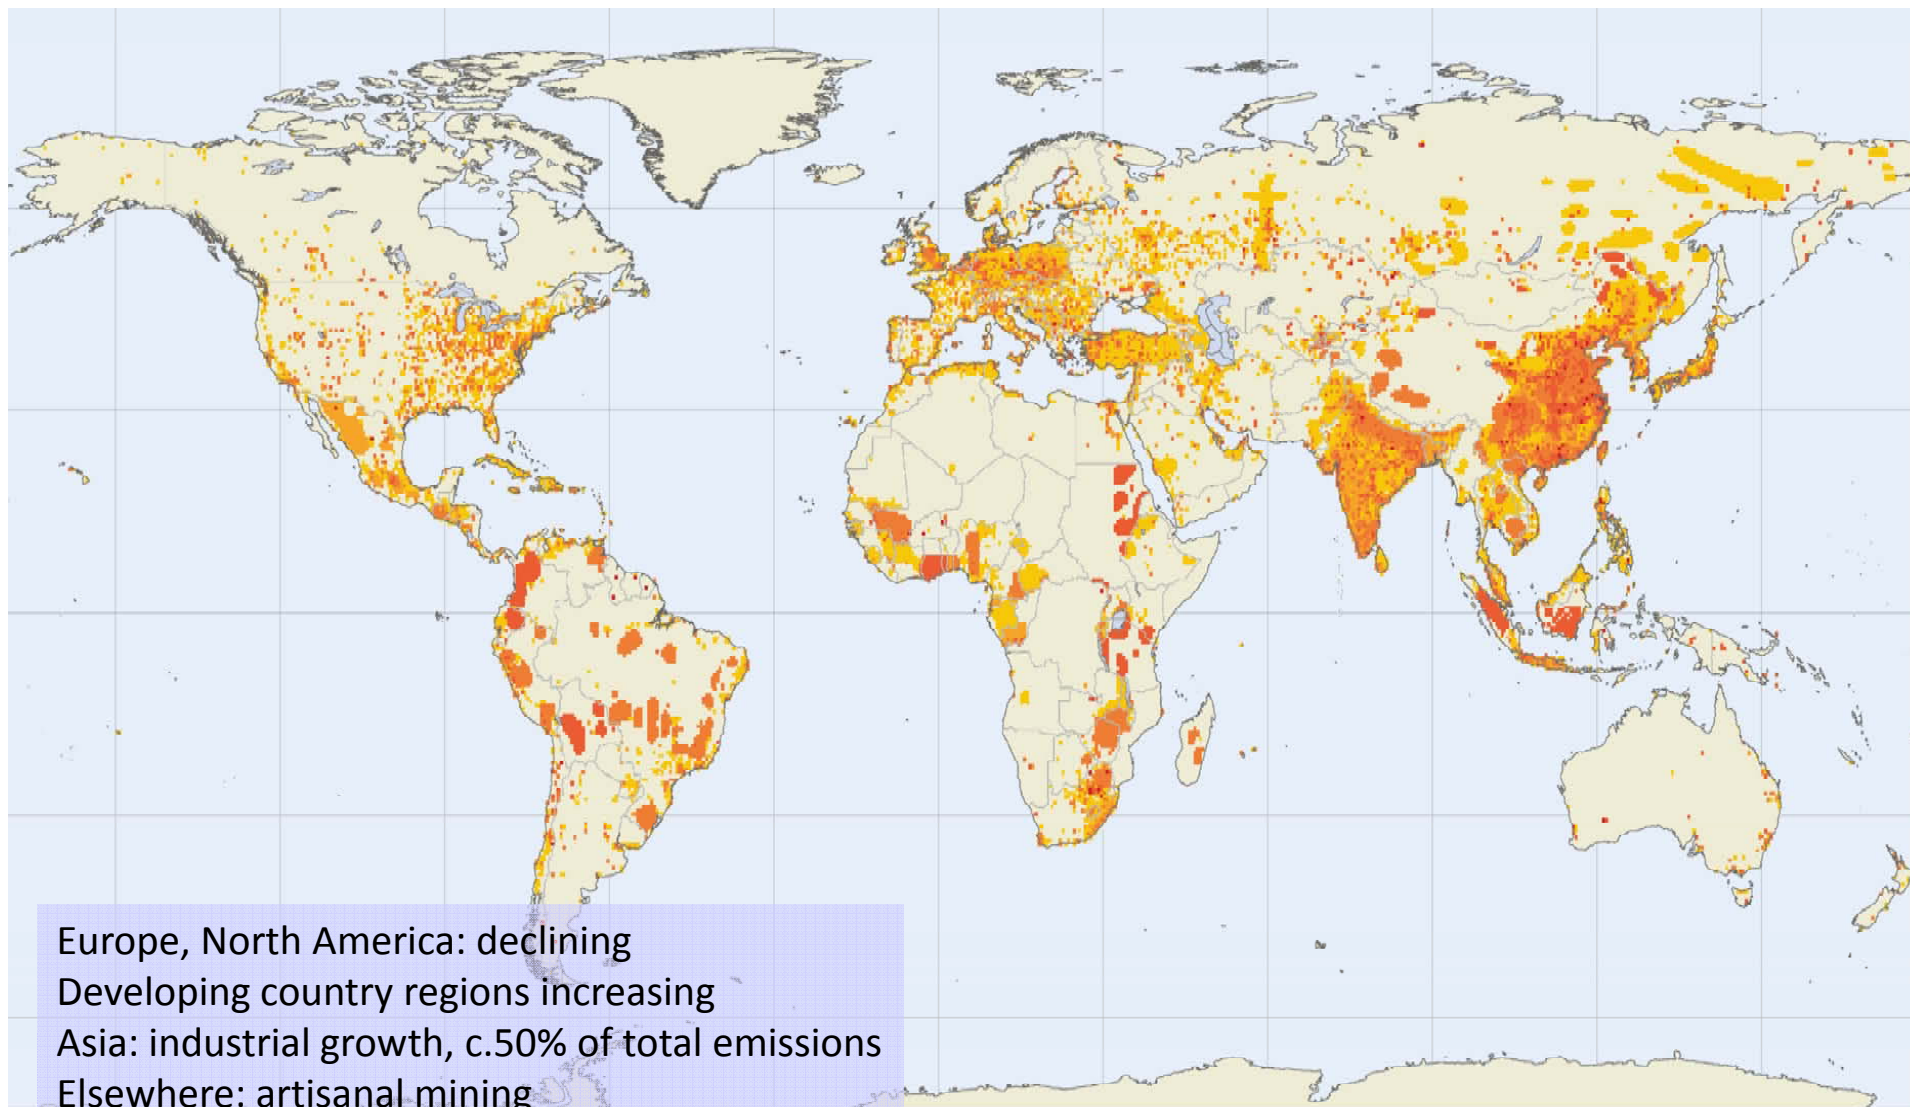 Europe, North America: declining
Developing country regions increasing
Asia: industrial growth, c.50% of total emissions
Elsewhere: artisanal mining